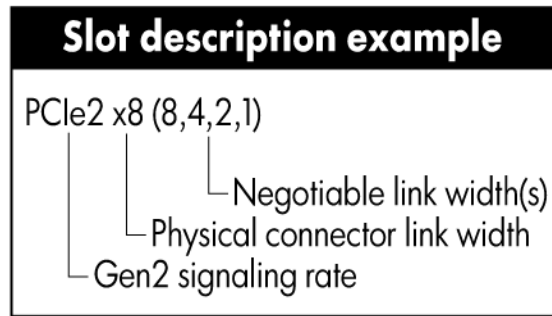 Slot description example
PCIe2 x8 (8,4,2,1)
Negotiable link width(s)
Physical connector link width
Gen2 signaling rate